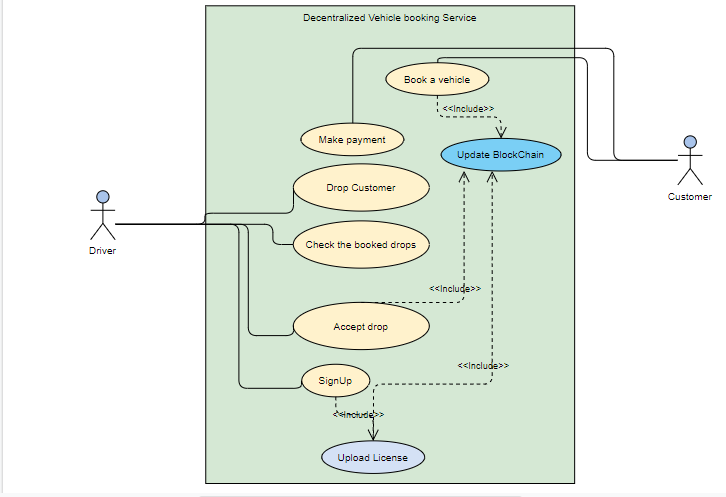 Decentralized Vehicle booking Service
Book a vehicle
<<Include>>
Make payment
Update BlockChain
Drop Customer
Customer
Driver
Check the booked drops
<<Include>>
Accept drop
<<Include>>
SignUp
<<Include>>
Upload License